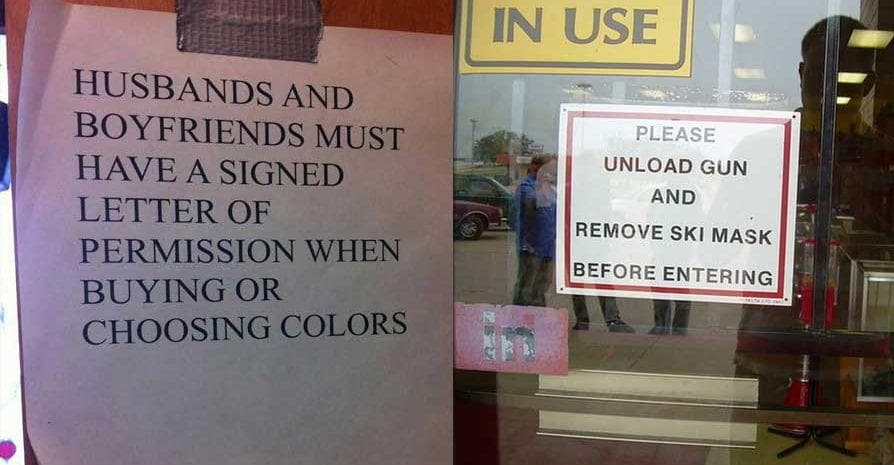 HUSBANDS AND
BOYFRIENDS MUST
HAVE A SIGNED
LETTER OF
PERMISSION WHEN
BUYING OR
CHOOSING COLORS
IN USE
PLEASE
UNLOAD GUN
AND
REMOVE SKI MASK
BEFORE ENTERING
in